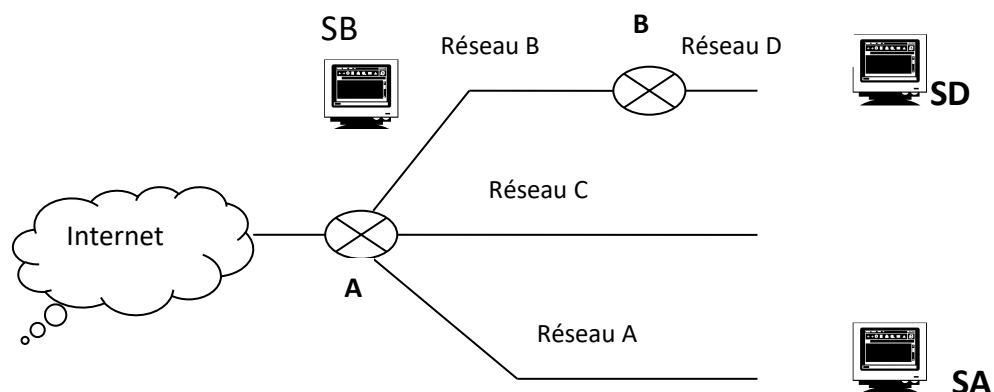 SB
Réseau B
B
Réseau D
SD
Réseau C
Internet
A
Réseau A
SA